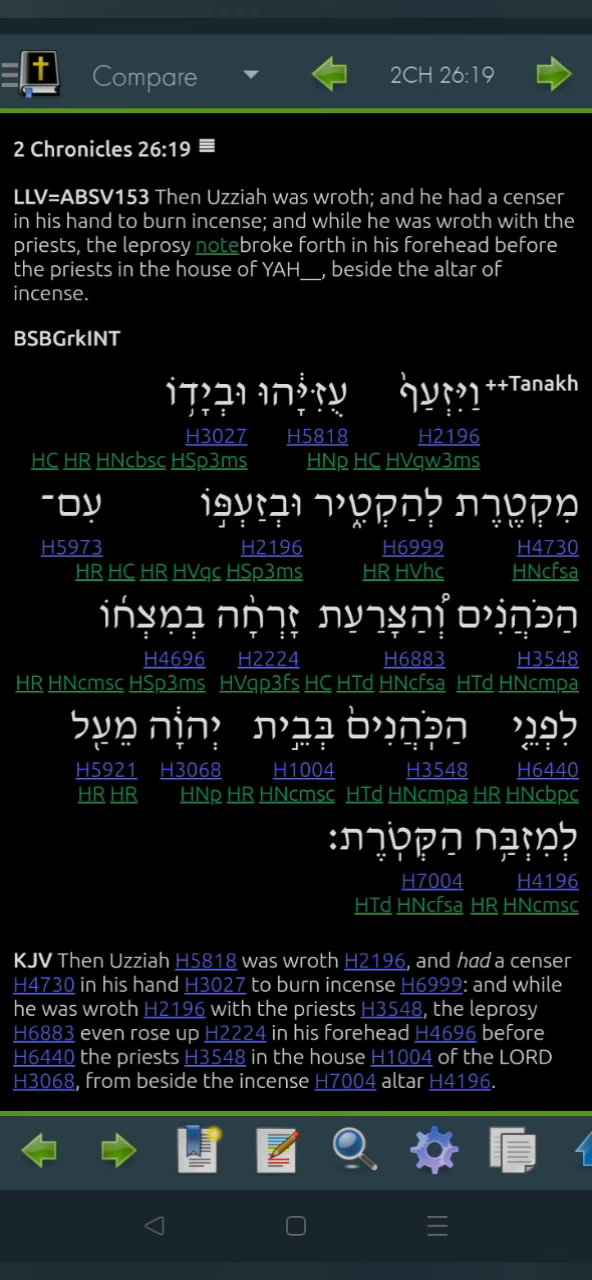 Compare 2CH 26:19
2 Chronicles 26:19
LLV=ABSV153 Then Uzziah was wroth; and he had a censer
in his hand to burn incense; and while he was wroth with the
priests, the leprosy notebroke forth in his forehead before
the priests in the house of YAH__, beside the altar of
incense.
BSBGrkINT
++Tanakh וַיִּזְעַף֙ עֻזִּיָּ֔הוּ וּבְיָד֥וֹ
H3027 H5818 H2196
HC HR HNcbsc HSp3ms HNp HC HVqw3ms
מִקְטֶ֖רֶת לְהַקְטִ֑יר וּבְזַעְפּ֣וֹ עִם־
H5973 H2196 H6999 H4730
HR HC HR HVqc HSp3ms HR HVhc HNcfsa
הַכֹּהֲנִ֗ים וְ֠הַצָּרַעַת זָרְחָ֨ה בְמִצְח֜וֹ
H4696 H2224 H6883 H3548
HR HNcmsc HSp3ms HVqp3fs HC HTd HNcfsa HTd HNcmpa
לִפְנֵ֤י הַכֹּֽהֲנִים֙ בְּבֵ֣ית יְהוָ֔ה מֵעַ֖ל
H5921 H3068 H1004 H3548 H6440
HR HR HNp HR HNcmsc HTd HNcmpa HR HNcbpc
לְמִזְבַּ֥ח הַקְּטֹֽרֶת׃
H7004 H4196
HTd HNcfsa HR HNcmsc
KJV Then Uzziah H5818 was wroth H2196, and had a censer
H4730 in his hand H3027 to burn incense H6999: and while
he was wroth H2196 with the priests H3548, the leprosy
H6883 even rose up H2224 in his forehead H4696 before
H6440 the priests H3548 in the house H1004 of the LORD
H3068, from beside the incense H7004 altar H4196.